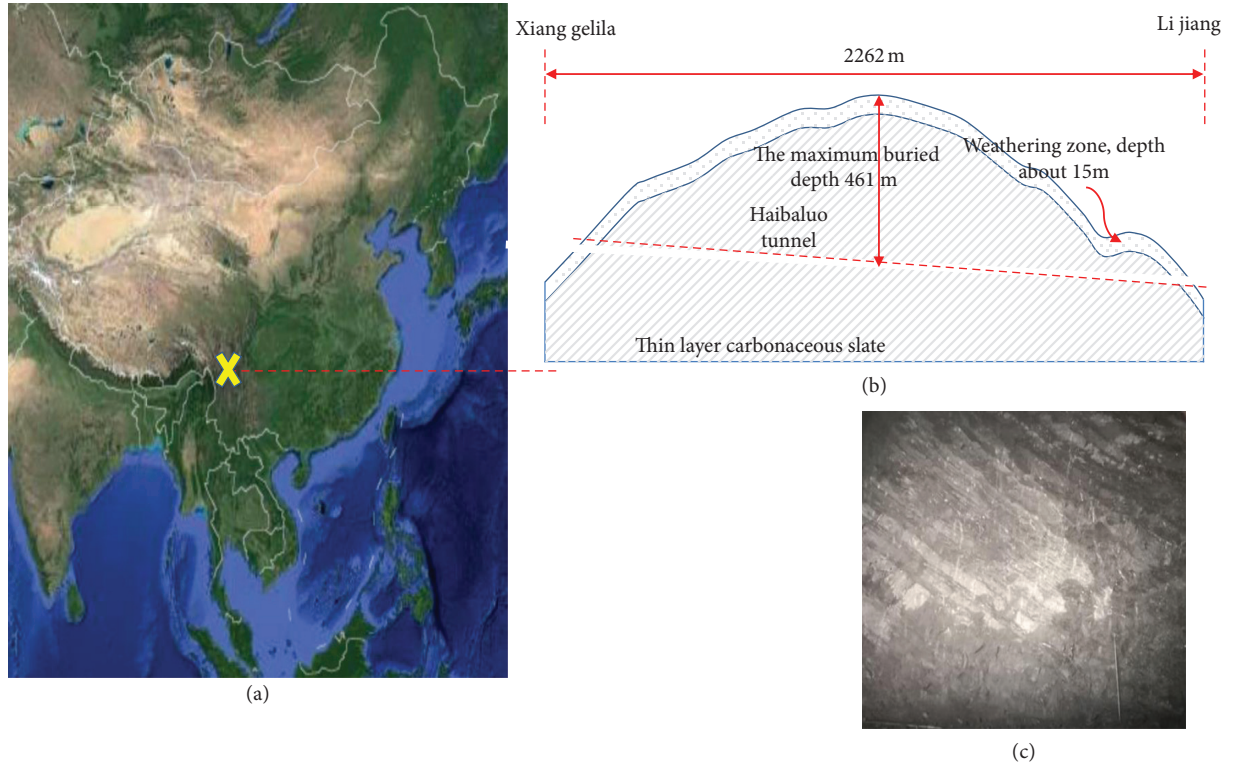 Xiang gelila
Li jiang
2262 m
The maximum buried
depth 461 m
Weathering zone, depth
about 15m
Haibaluo
tunnel
Thin layer carbonaceous slate
(a)
(b)
(c)